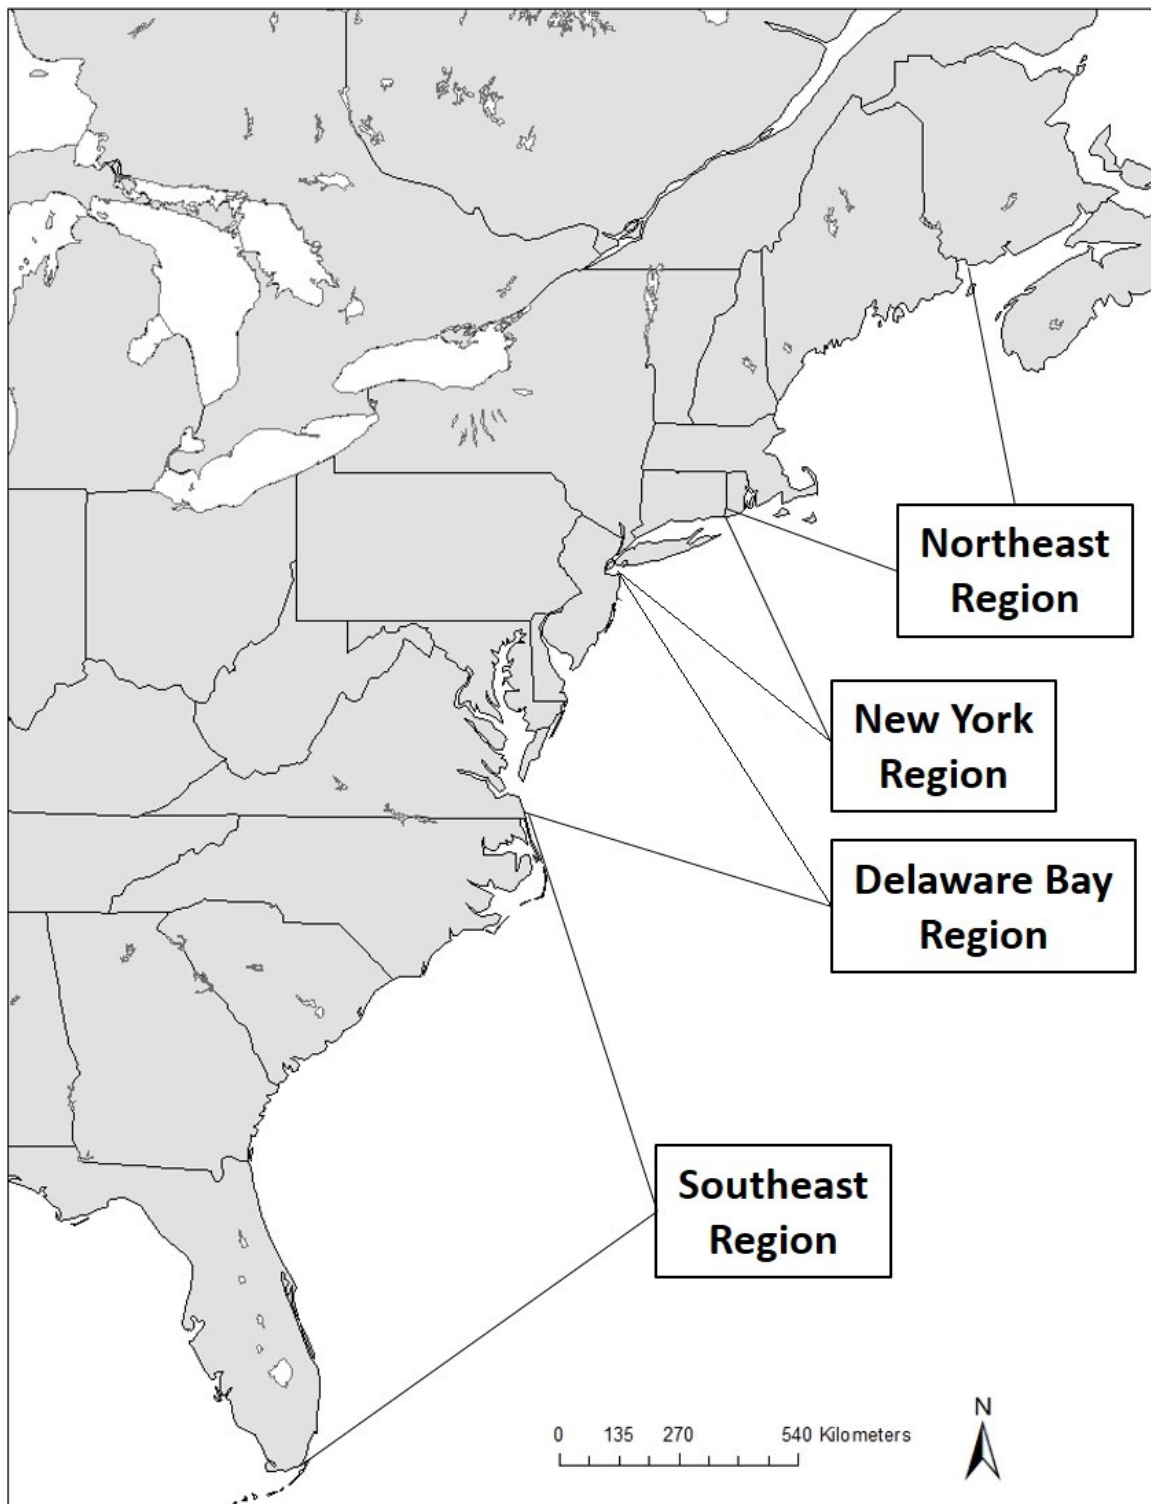 Northeast
Region
New York
Region
Delaware Bay
Region
Southeast
Region
N
0 135 270 540 Kilometers